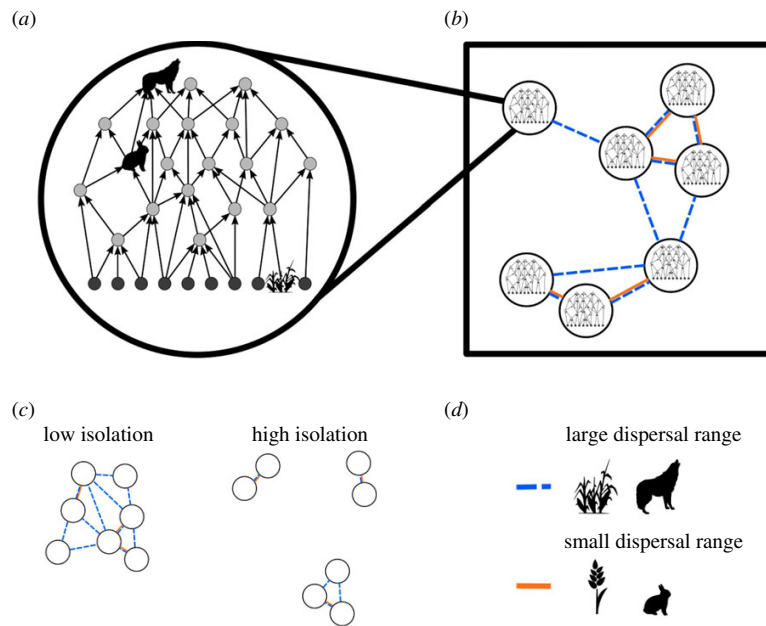 (a)
(b)
(c)
low isolation
high isolation
(d)
large dispersal range
small dispersal range